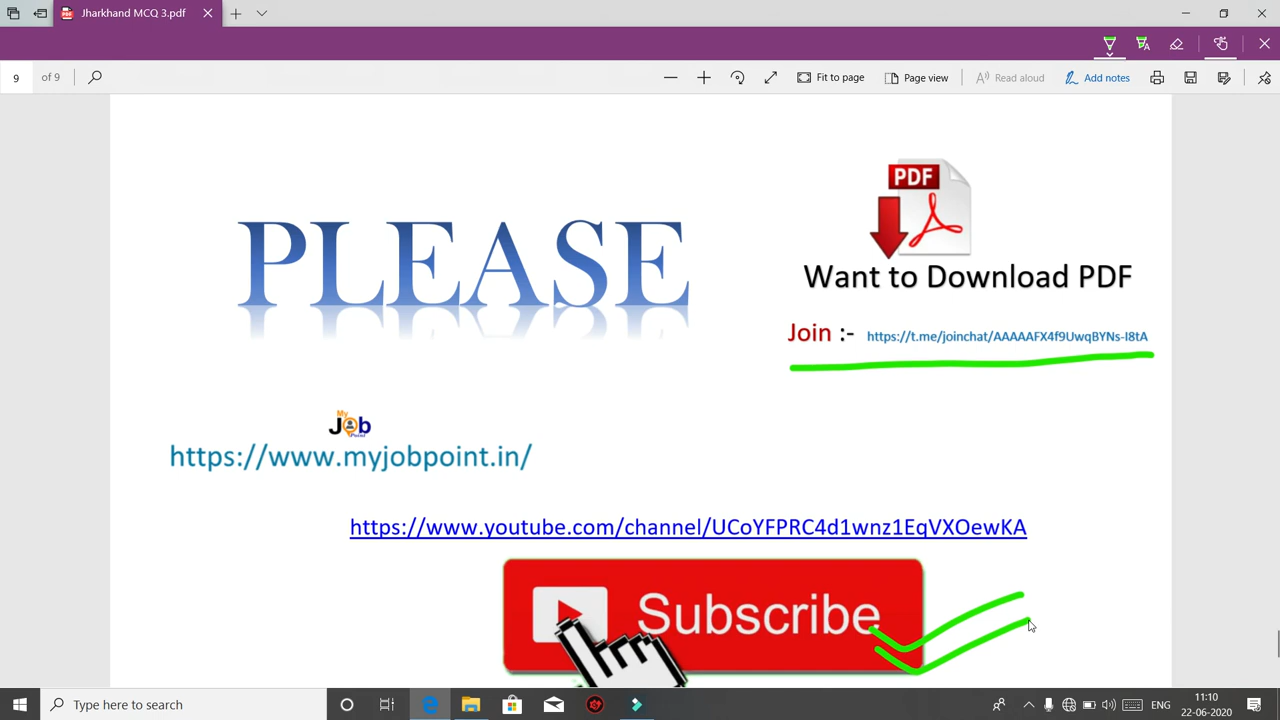 Jharkhand MCQ 3.pdf
9 of 9
Fit to page
Page view
Read aloud
Add notes
PDF
PLEASE
Want to Download PDF
Join :- https://t.me/joinchat/AAAAAFX4f9UwqBYNs-I8tA
My
Job
Point
https://www.myjobpoint.in/
https://www.youtube.com/channel/UCoYFPRC4d1wnz1EqVXOewKA
Subscribe
Type here to search
ENG
11:10
22-06-2020